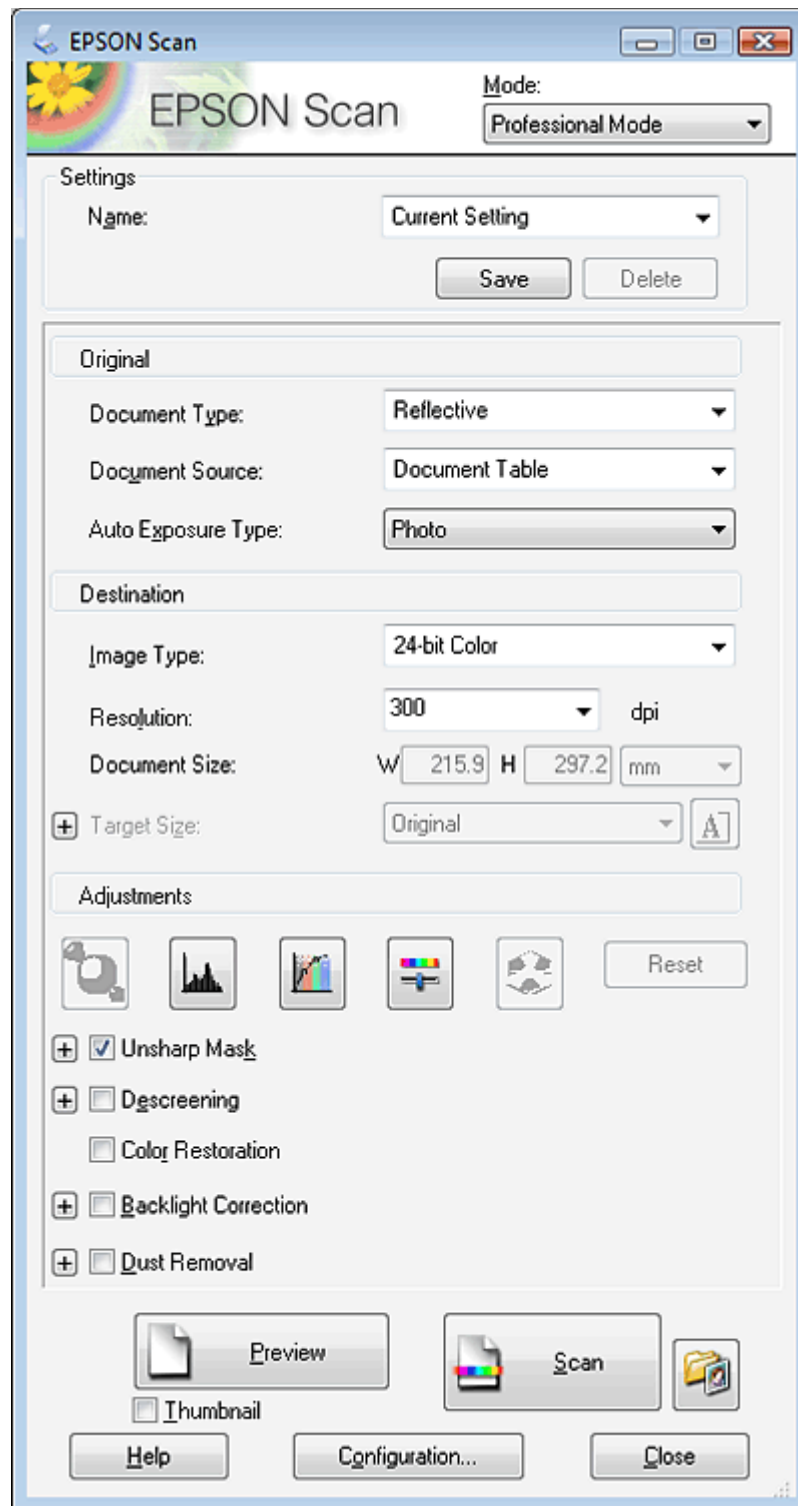 EPSON Scan
EPSON Scan
Mode:
Professional Mode
Settings
Name:
Current Setting
Save
Delete
Original
Document Type:
Reflective
Document Source:
Document Table
Auto Exposure Type:
Photo
Destination
Image Type:
24-bit Color
Resolution:
300
dpi
Document Size:
W 215.9 H 297.2 mm
Target Size:
Original
A
Adjustments
Reset
Unsharp Mask
Descreening
Color Restoration
Backlight Correction
Dust Removal
Preview
Scan
Thumbnail
Help
Configuration...
Close